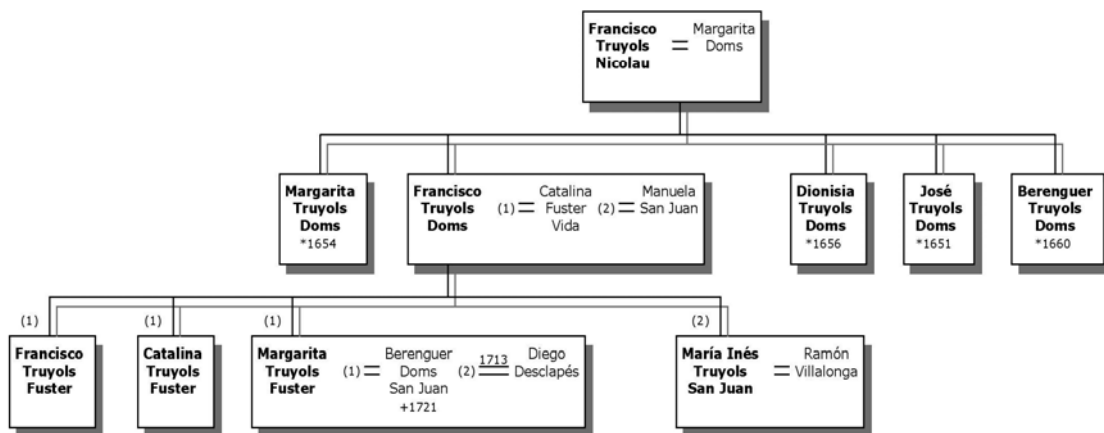 Francisco
Truyols
Nicolau
=
Margarita
Doms
Margarita
Truyols
Doms
*1654
Francisco
Truyols
Doms
(1) =
Catalina
Fuster
Vida
(2) =
Manuela
San Juan
Dionisia
Truyols
Doms
*1656
José
Truyols
Doms
*1651
Berenguer
Truyols
Doms
*1660
(1)
Francisco
Truyols
Fuster
(1)
Catalina
Truyols
Fuster
(1)
Margarita
Truyols
Fuster
(1) =
Berenguer
Doms
San Juan
+1721
1713
(2) =
Diego
Desclapés
(2)
María Inés
Truyols
San Juan
=
Ramón
Villalonga